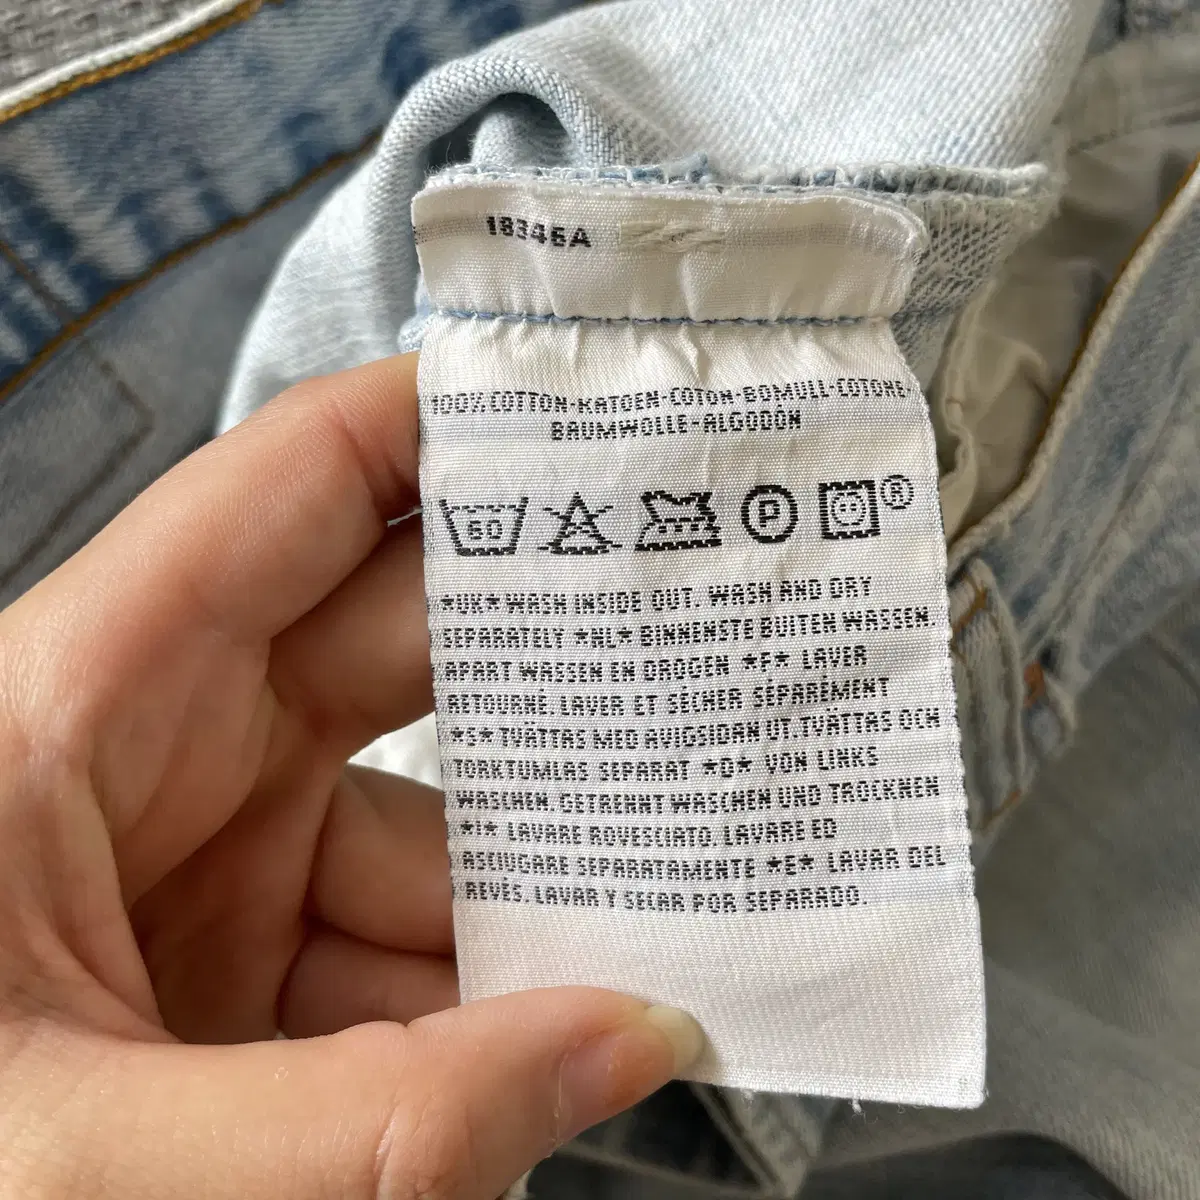 18346A
100% COTTON-KATOEN-COTON-BOMULL-COTONE-
BAUMWOLLE-ALGODÓN
60 P ®
*UK* WASH INSIDE OUT. WASH AND DRY
SEPARATELY *NL* BINNENSTE BUITEN WASSEN.
APART WASSEN EN DROGEN *F* LAVER
RETOURNÉ. LAVER ET SÉCHER SÉPARÉMENT
*S* TVÄTTAS MED AVIGSIDAN UT. TVÄTTAS OCH
TORKTUMLAS SEPARAT *D* VON LINKS
WASCHEN. GETRENNT WASCHEN UND TROCKNEN
*I* LAVARE ROVESCIATO. LAVARE ED
ASCIUGARE SEPARATAMENTE *E* LAVAR DEL
REVÉS. LAVAR Y SECAR POR SEPARADO.